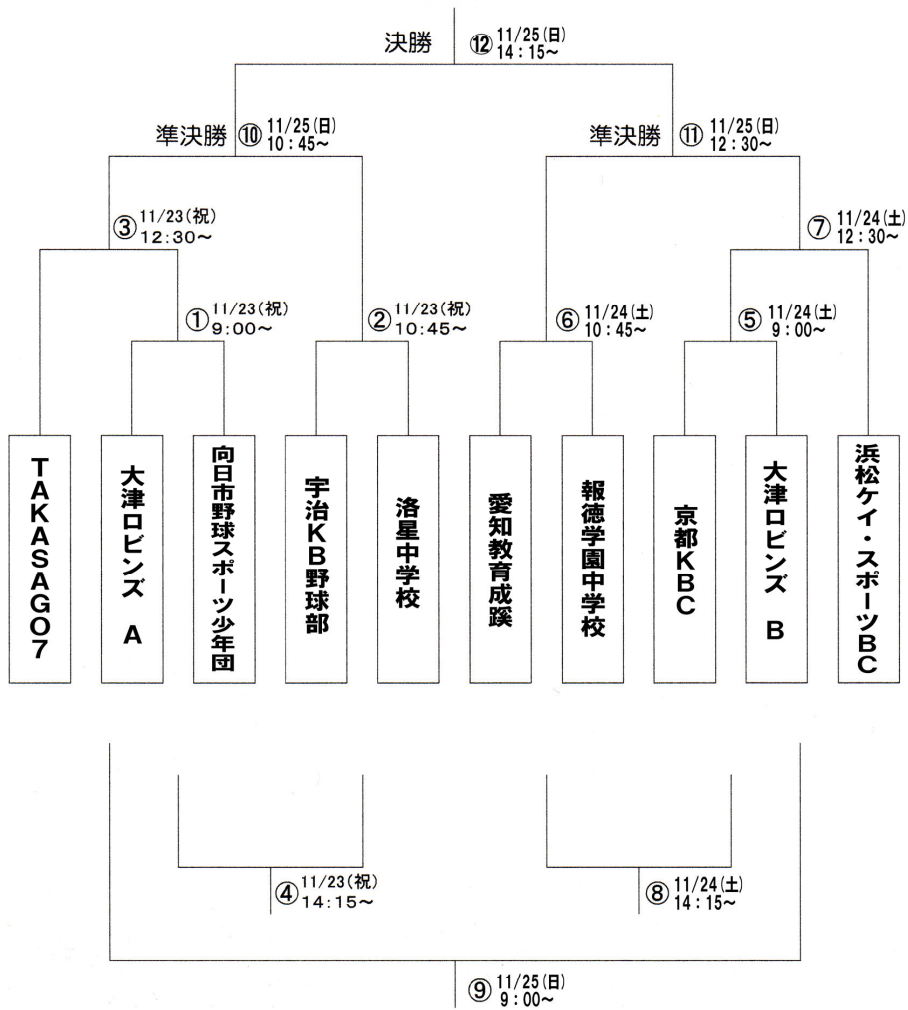 決勝
⑫ 11/25(日)
14：15～
準決勝
⑩ 11/25(日)
10：45～
準決勝
⑪ 11/25(日)
12：30～
③ 11/23(祝)
12:30～
⑦ 11/24(土)
12：30～
① 11/23(祝)
9:00～
② 11/23(祝)
10:45～
⑥ 11/24(土)
10：45～
⑤ 11/24(土)
9：00～
TAKASAGO7
大津ロビンズ A
向日市野球スポーツ少年団
宇治KB野球部
洛星中学校
愛知教育成蹊
報徳学園中学校
京都KBC
大津ロビンズ B
浜松ケイ・スポーツBC
④ 11/23(祝)
14:15～
⑧ 11/24(土)
14：15～
⑨ 11/25(日)
9：00～